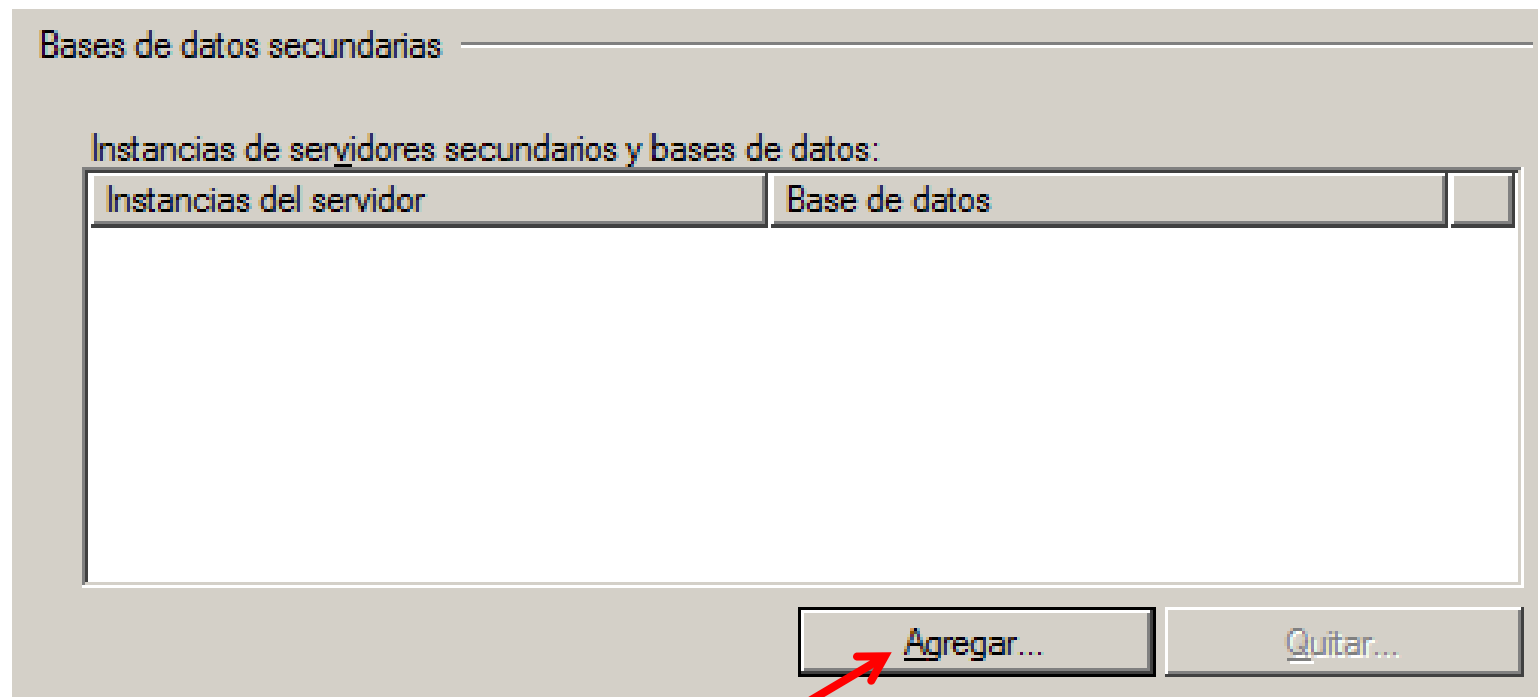 Bases de datos secundarias
Instancias de servidores secundarios y bases de datos:
Instancias del servidor Base de datos
Agregar... Quitar...